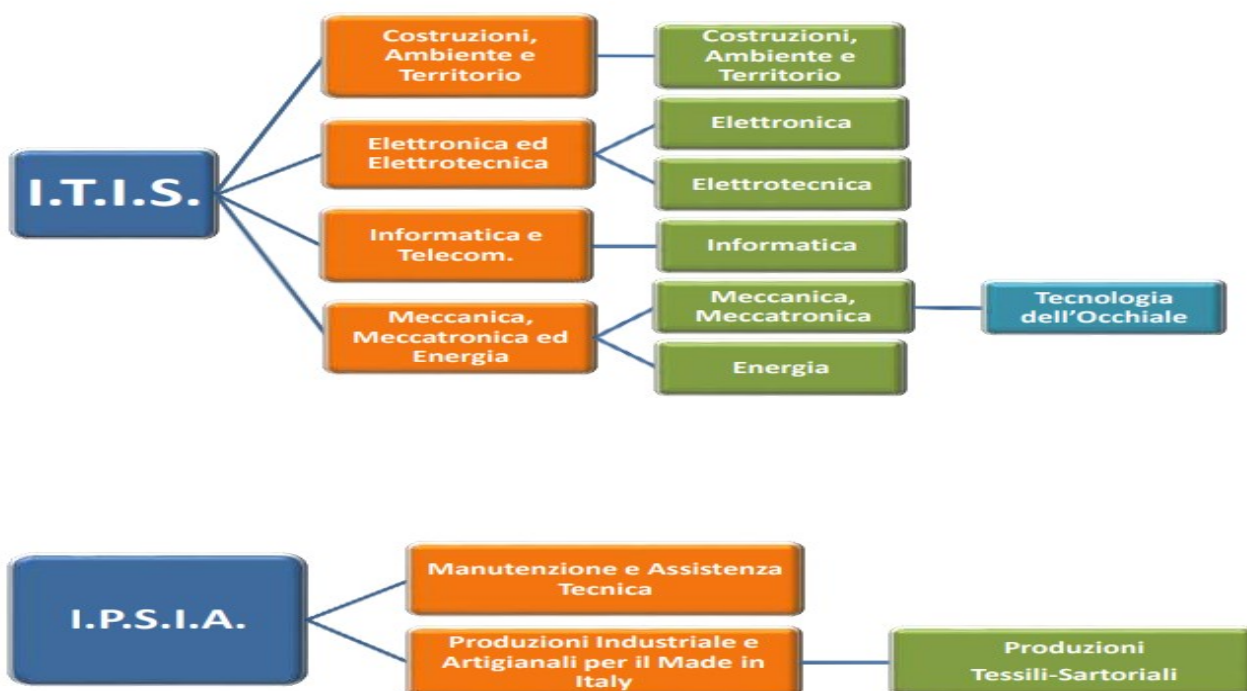 I.T.I.S.
Costruzioni,
Ambiente e
Territorio
Costruzioni,
Ambiente e
Territorio
Elettronica ed
Elettrotecnica
Elettronica
Elettrotecnica
Informatica e
Telecom.
Informatica
Meccanica,
Meccatronica ed
Energia
Meccanica,
Meccatronica
Tecnologia
dell'Occhiale
Energia
I.P.S.I.A.
Manutenzione e Assistenza
Tecnica
Produzioni Industriale e
Artigianali per il Made in
Italy
Produzioni
Tessili-Sartoriali